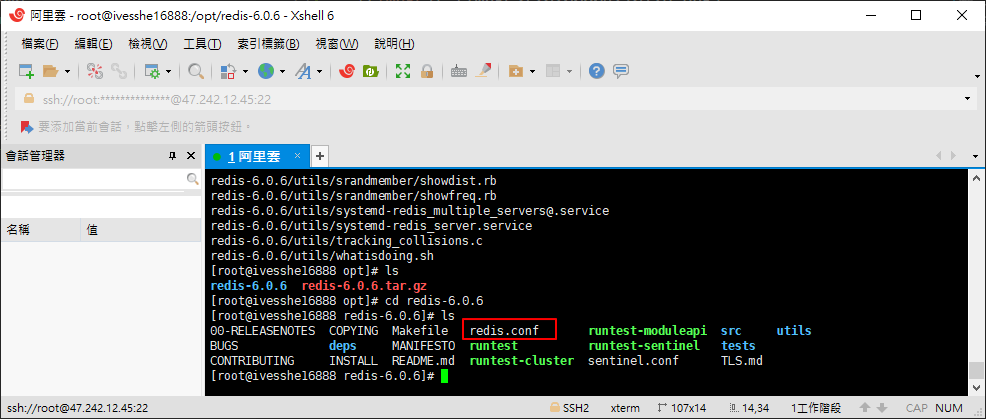 阿里雲 - root@ivesshe16888:/opt/redis-6.0.6 - Xshell 6
檔案(F) 編輯(E) 檢視(V) 工具(T) 索引標籤(B) 視窗(W) 說明(H)
ssh://root:**************@47.242.12.45:22
要添加當前會話，點擊左側的箭頭按鈕。
會話管理器
1 阿里雲
名稱 值
redis-6.0.6/utils/srandmember/showdist.rb
redis-6.0.6/utils/srandmember/showfreq.rb
redis-6.0.6/utils/systemd-redis_multiple_servers@.service
redis-6.0.6/utils/systemd-redis_server.service
redis-6.0.6/utils/tracking_collisions.c
redis-6.0.6/utils/whatisdoing.sh
[root@ivesshe16888 opt]# ls
redis-6.0.6 redis-6.0.6.tar.gz
[root@ivesshe16888 opt]# cd redis-6.0.6
[root@ivesshe16888 redis-6.0.6]# ls
00-RELEASENOTES COPYING Makefile redis.conf runtest-moduleapi src utils
BUGS deps MANIFESTO runtest runtest-sentinel tests
CONTRIBUTING INSTALL README.md runtest-cluster sentinel.conf TLS.md
[root@ivesshe16888 redis-6.0.6]#
ssh://root@47.242.12.45:22 SSH2 xterm 107x14 14,34 1工作階段 CAP NUM